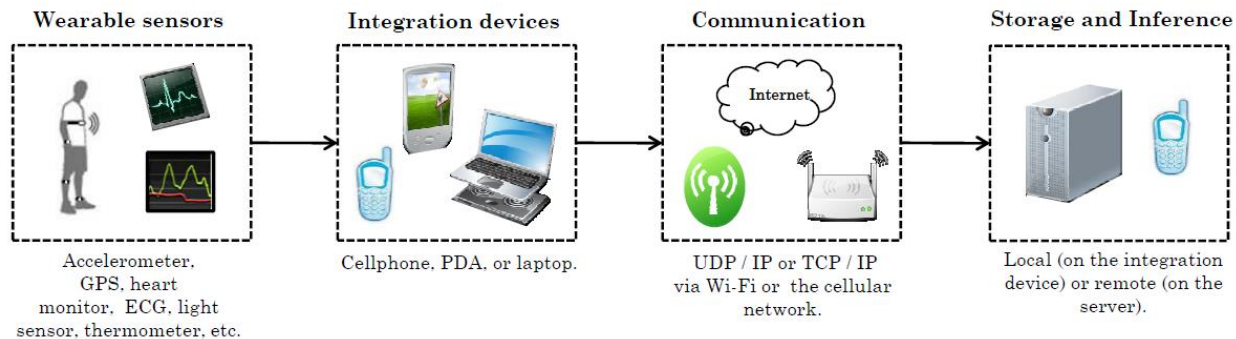 Wearable sensors
Integration devices
Communication
Storage and Inference
Internet
Accelerometer,
GPS, heart
monitor, ECG, light
sensor, thermometer, etc.
Cellphone, PDA, or laptop.
UDP / IP or TCP / IP
via Wi-Fi or the cellular
network.
Local (on the integration
device) or remote (on the
server).